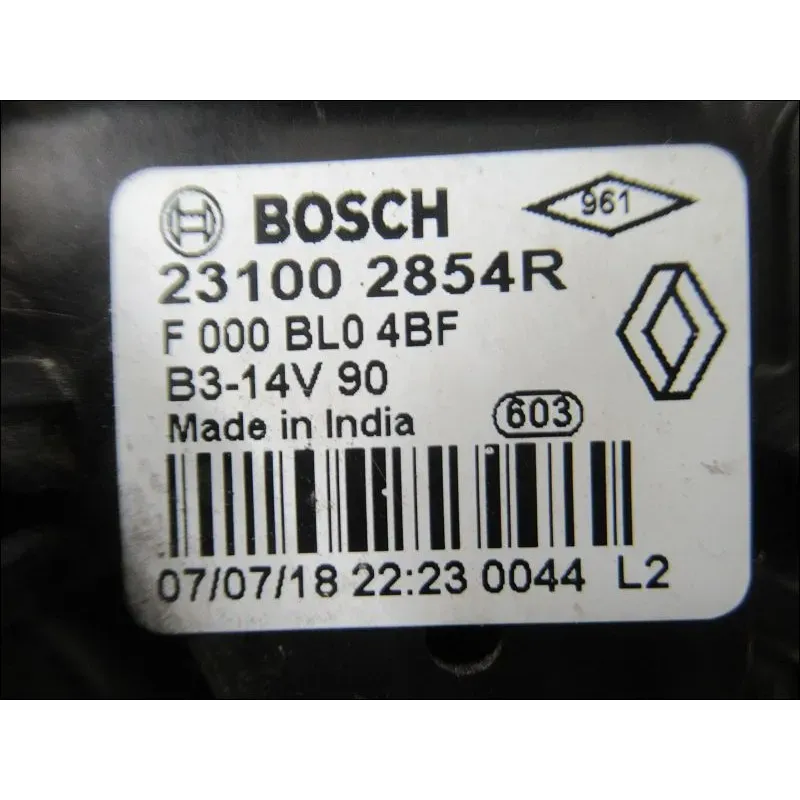 BOSCH 961
23100 2854R
F 000 BL0 4BF
B3-14V 90
Made in India 603
07/07/18 22:23 0044 L2